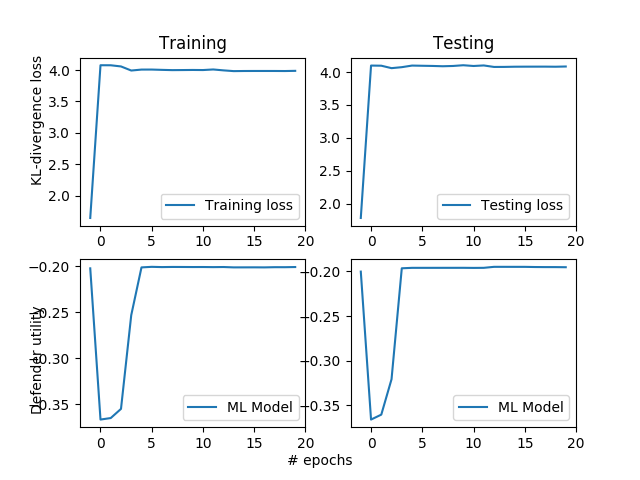 Training
Testing
KL-divergence loss
4.0
3.5
3.0
2.5
2.0
Training loss
0 5 10 15 20
4.0
3.5
3.0
2.5
2.0
Testing loss
0 5 10 15 20
Defender utility
−0.20
−0.25
−0.30
−0.35
ML Model
0 5 10 15 20
−0.20
−0.25
−0.30
−0.35
ML Model
0 5 10 15 20
# epochs